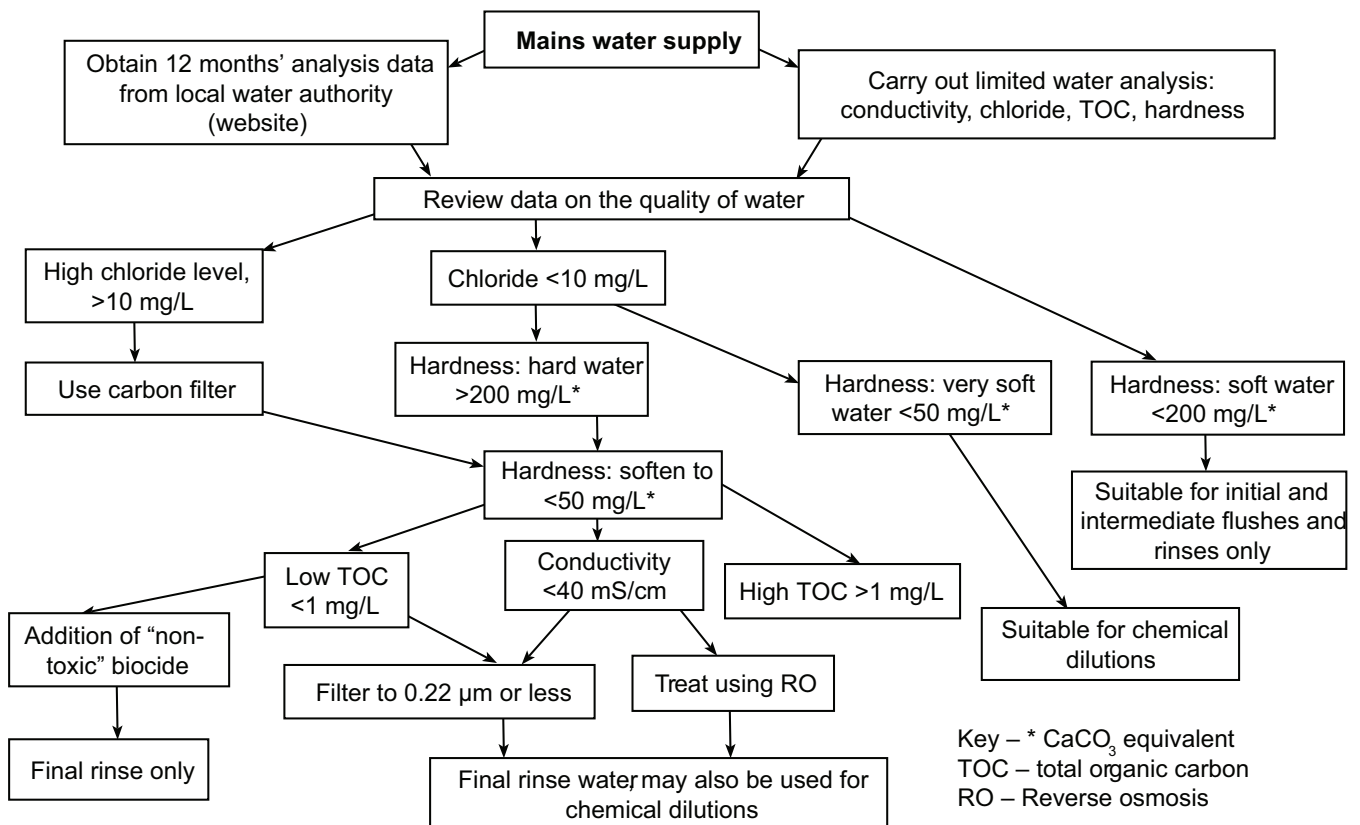 Mains water supply
Obtain 12 months' analysis data
from local water authority
(website)
Carry out limited water analysis:
conductivity, chloride, TOC, hardness
Review data on the quality of water
High chloride level,
>10 mg/L
Chloride <10 mg/L
Use carbon filter
Hardness: hard water
>200 mg/L*
Hardness: very soft
water <50 mg/L*
Hardness: soft water
<200 mg/L*
Hardness: soften to
<50 mg/L*
Suitable for initial and
intermediate flushes and
rinses only
Low TOC
<1 mg/L
Conductivity
<40 mS/cm
High TOC >1 mg/L
Addition of “non-
toxic” biocide
Suitable for chemical
dilutions
Filter to 0.22 µm or less
Treat using RO
Final rinse only
Final rinse water, may also be used for
chemical dilutions
Key – * CaCO₃ equivalent
TOC – total organic carbon
RO – Reverse osmosis